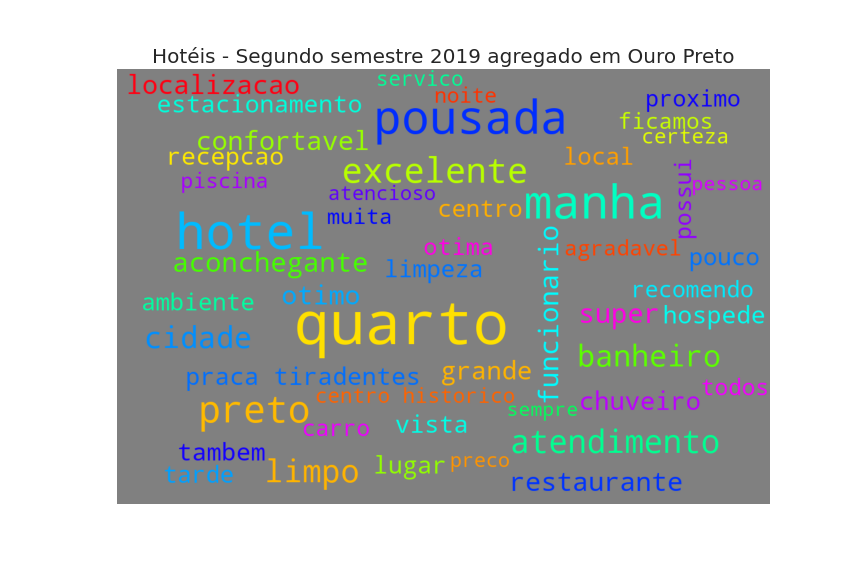 Hotéis - Segundo semestre 2019 agregado em Ouro Preto
localizacao
servico
noite
estacionamento
pousada
proximo
ficamos
certeza
confortavel
recepcao
excelente
local
piscina
atencioso
possui
pessoa
muita
centro
manha
hotel
otima
agradavel
aconchegante
limpeza
funcionario
pouco
ambiente
otimo
recomendo
cidade
quarto
super
hospede
banheiro
praca tiradentes
grande
centro historico
todos
preto
sempre
chuveiro
carro
vista
atendimento
tambem
tarde
limpo
lugar
preco
restaurante